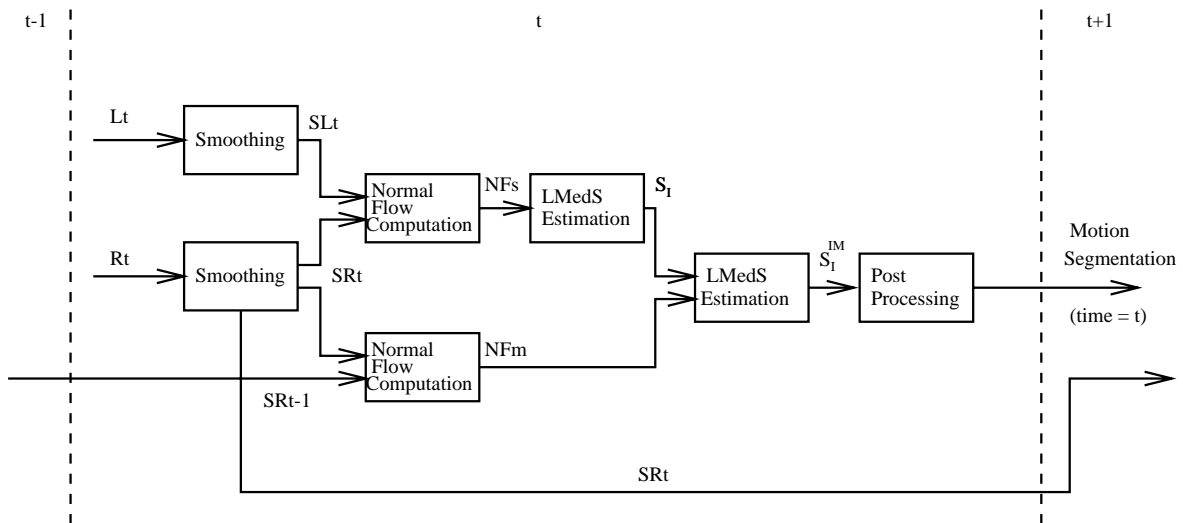 t-1
t
t+1
Lt
Smoothing
SLt
Normal
Flow
Computation
NFs
LMedS
Estimation
S_I
Rt
Smoothing
SRt
LMedS
Estimation
S_I^IM
Post
Processing
Motion
Segmentation
(time = t)
Normal
Flow
Computation
NFm
SRt-1
SRt